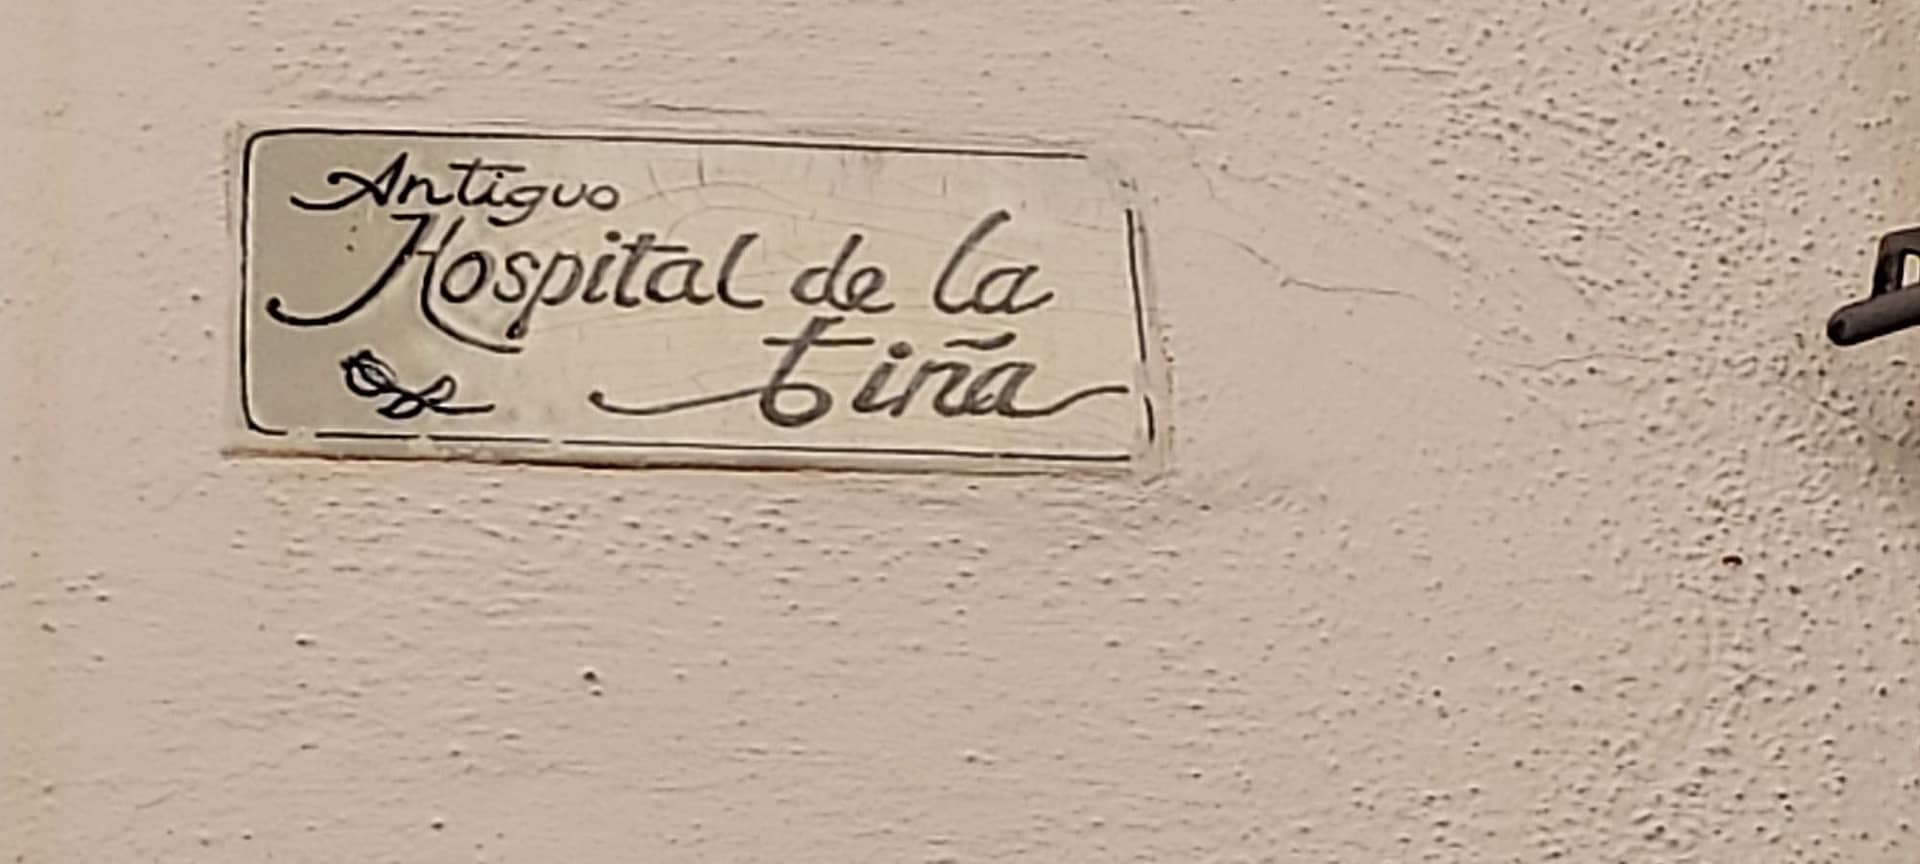 Antiguo
Hospital de la
tiña